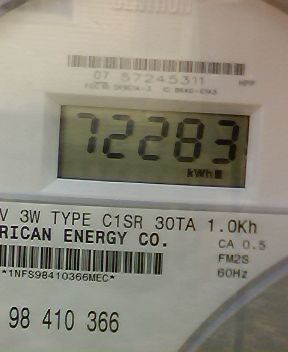 07 57245311
72283
kWh
V 3W TYPE C1SR 30TA 1.0Kh
RICAN ENERGY CO.
CA 0.5
FM2S
*1NFS98410366MEC*
60Hz
98 410 366